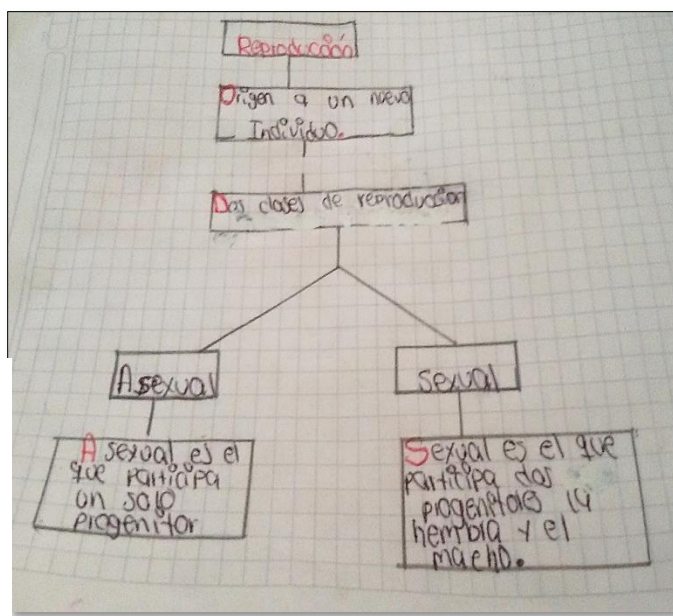 Reproducción
Origen a un nuevo
Individuo.
Dos clases de reproducion
Asexual
sexual
Asexual es el
que participa
un solo
progenitor
Sexual es el que
participa dos
progenitores la
hembra y el
macho.